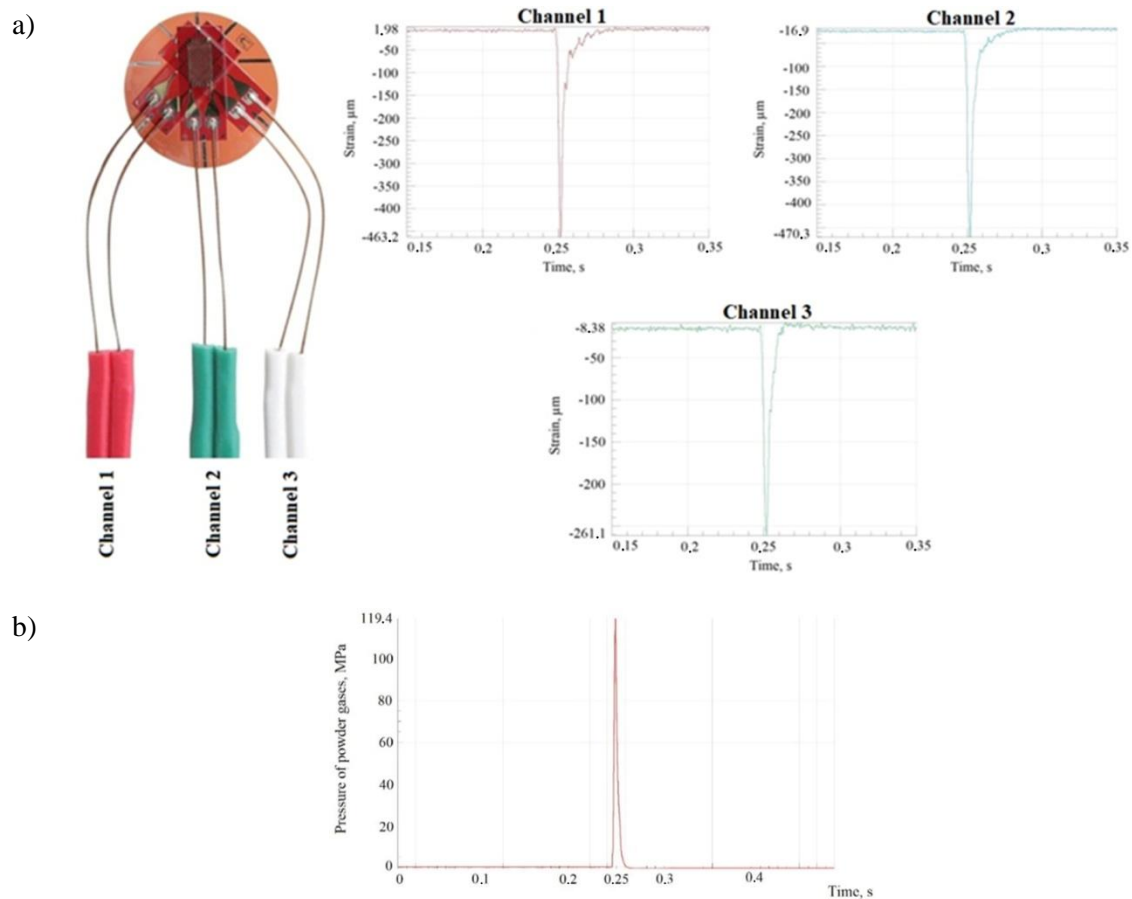 a)
Channel 1
Channel 2
Channel 3
Channel 1
1.98
-50
-100
-150
-200
-250
-300
-350
-400
-463.2
Strain, μm
0.15 0.2 0.25 0.3 0.35
Time, s
Channel 2
-16.9
-100
-150
-200
-250
-300
-350
-400
-470.3
Strain, μm
0.15 0.2 0.25 0.3 0.35
Time, s
Channel 3
-8.38
-50
-100
-150
-200
-261.1
Strain, μm
0.15 0.2 0.25 0.3 0.35
Time, s
b)
Pressure of powder gases, MPa
119.4
100
80
60
40
20
0
0 0.1 0.2 0.25 0.3 0.4
Time, s